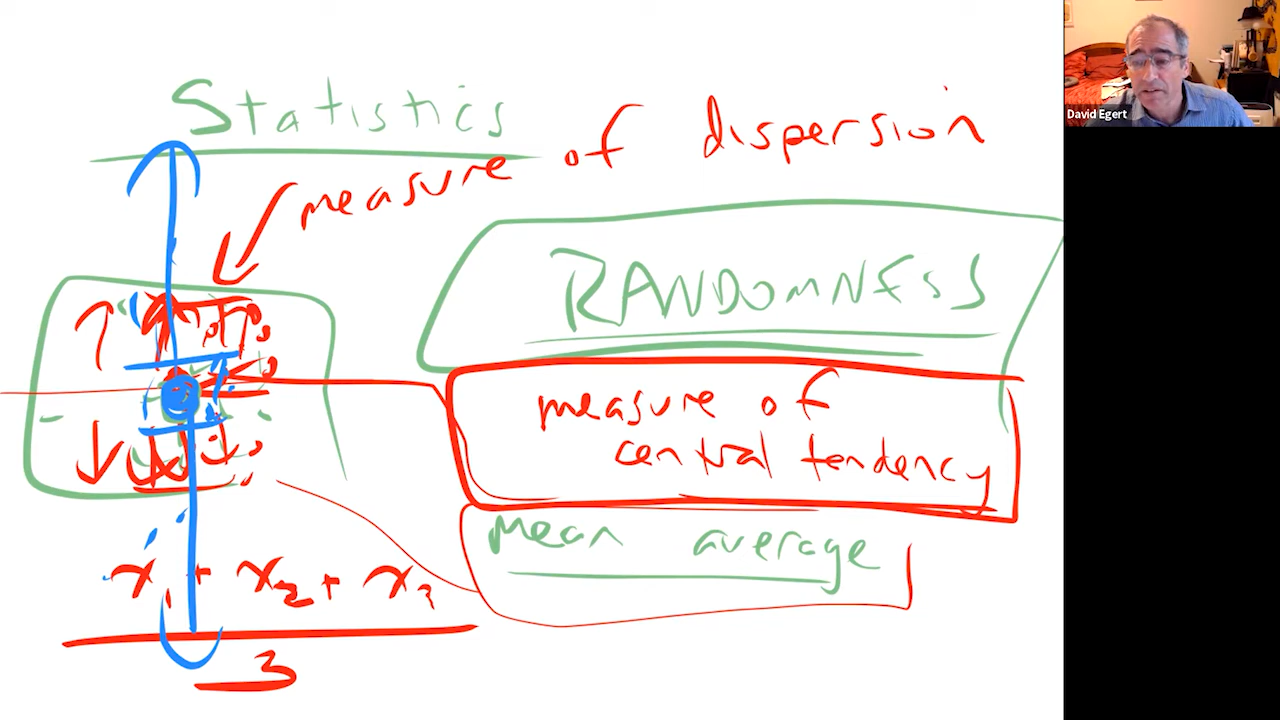 Statistics
measure of dispersion
RANDOMNESS
measure of
central tendency
mean average
x₁ + x₂ + x₃
3
David Egert